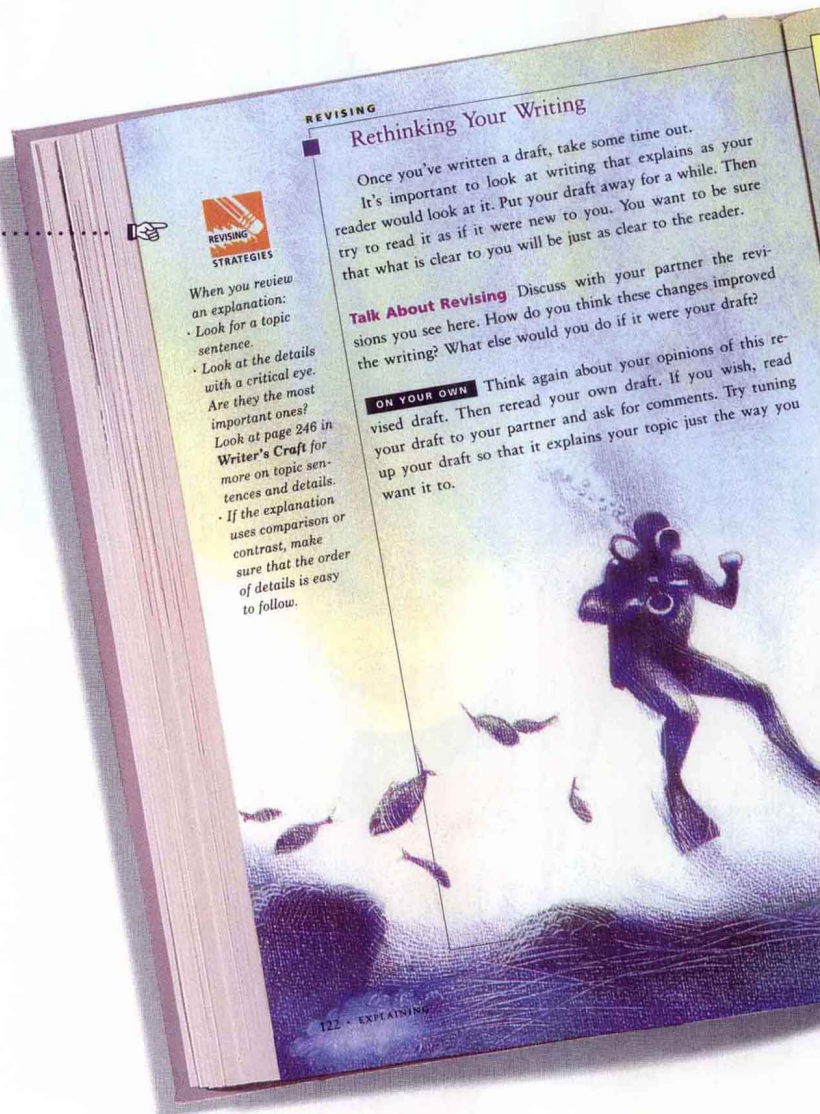 REVISING
Rethinking Your Writing
Once you've written a draft, take some time out.
It's important to look at writing that explains as your
reader would look at it. Put your draft away for a while. Then
try to read it as if it were new to you. You want to be sure
that what is clear to you will be just as clear to the reader.
Talk About Revising Discuss with your partner the revi-
sions you see here. How do you think these changes improved
the writing? What else would you do if it were your draft?
ON YOUR OWN Think again about your opinions of this re-
vised draft. Then reread your own draft. If you wish, read
your draft to your partner and ask for comments. Try tuning
up your draft so that it explains your topic just the way you
want it to.
REVISING
STRATEGIES
When you review
an explanation:
· Look for a topic
sentence.
· Look at the details
with a critical eye.
Are they the most
important ones?
Look at page 246 in
Writer's Craft for
more on topic sen-
tences and details.
· If the explanation
uses comparison or
contrast, make
sure that the order
of details is easy
to follow.
122 · EXPLAINING